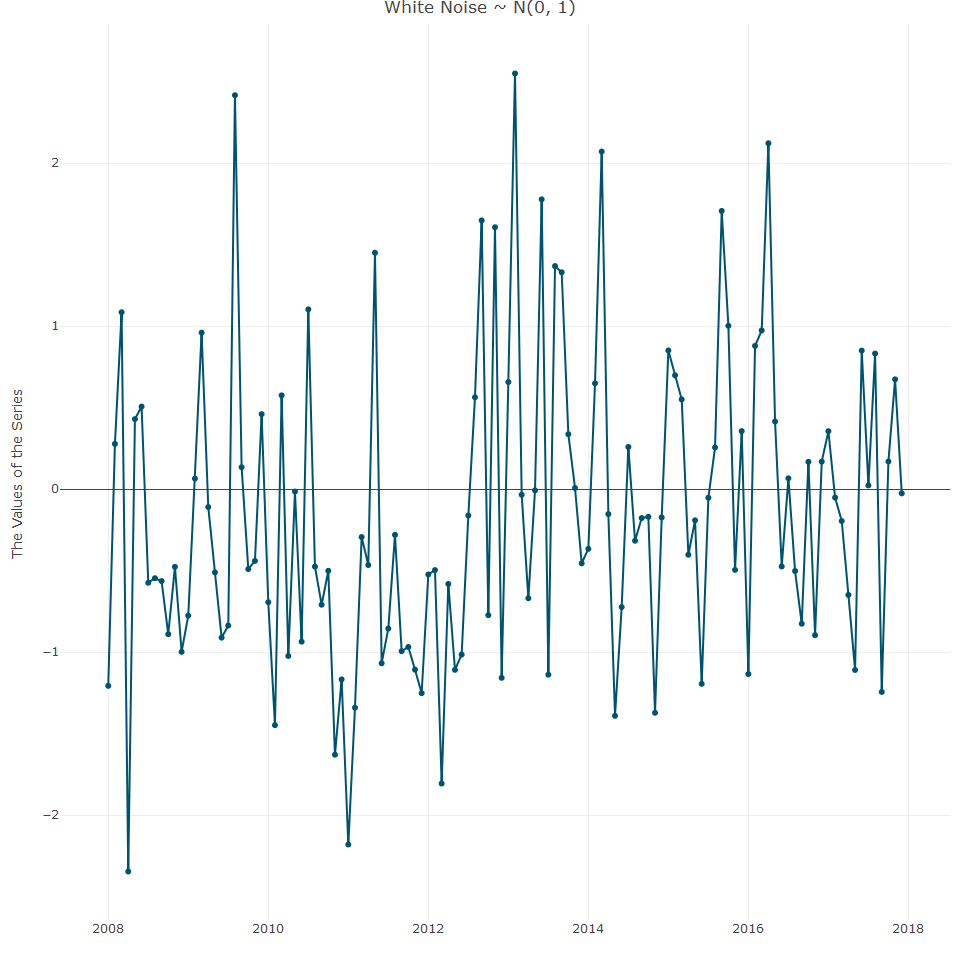 White Noise ~ N(0, 1)
The Values of the Series
2
1
0
−1
−2
2008 2010 2012 2014 2016 2018